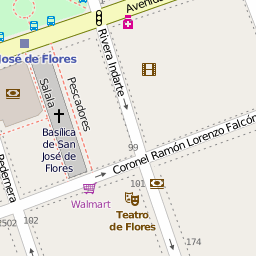 Avenida
José de Flores
Rivera Indarte
Salala
Pescadores
Basílica
de San
José de
Flores
99
Coronel Ramón Lorenzo Falcón
Pedernera
101
Walmart
Teatro
de Flores
102
2502
174